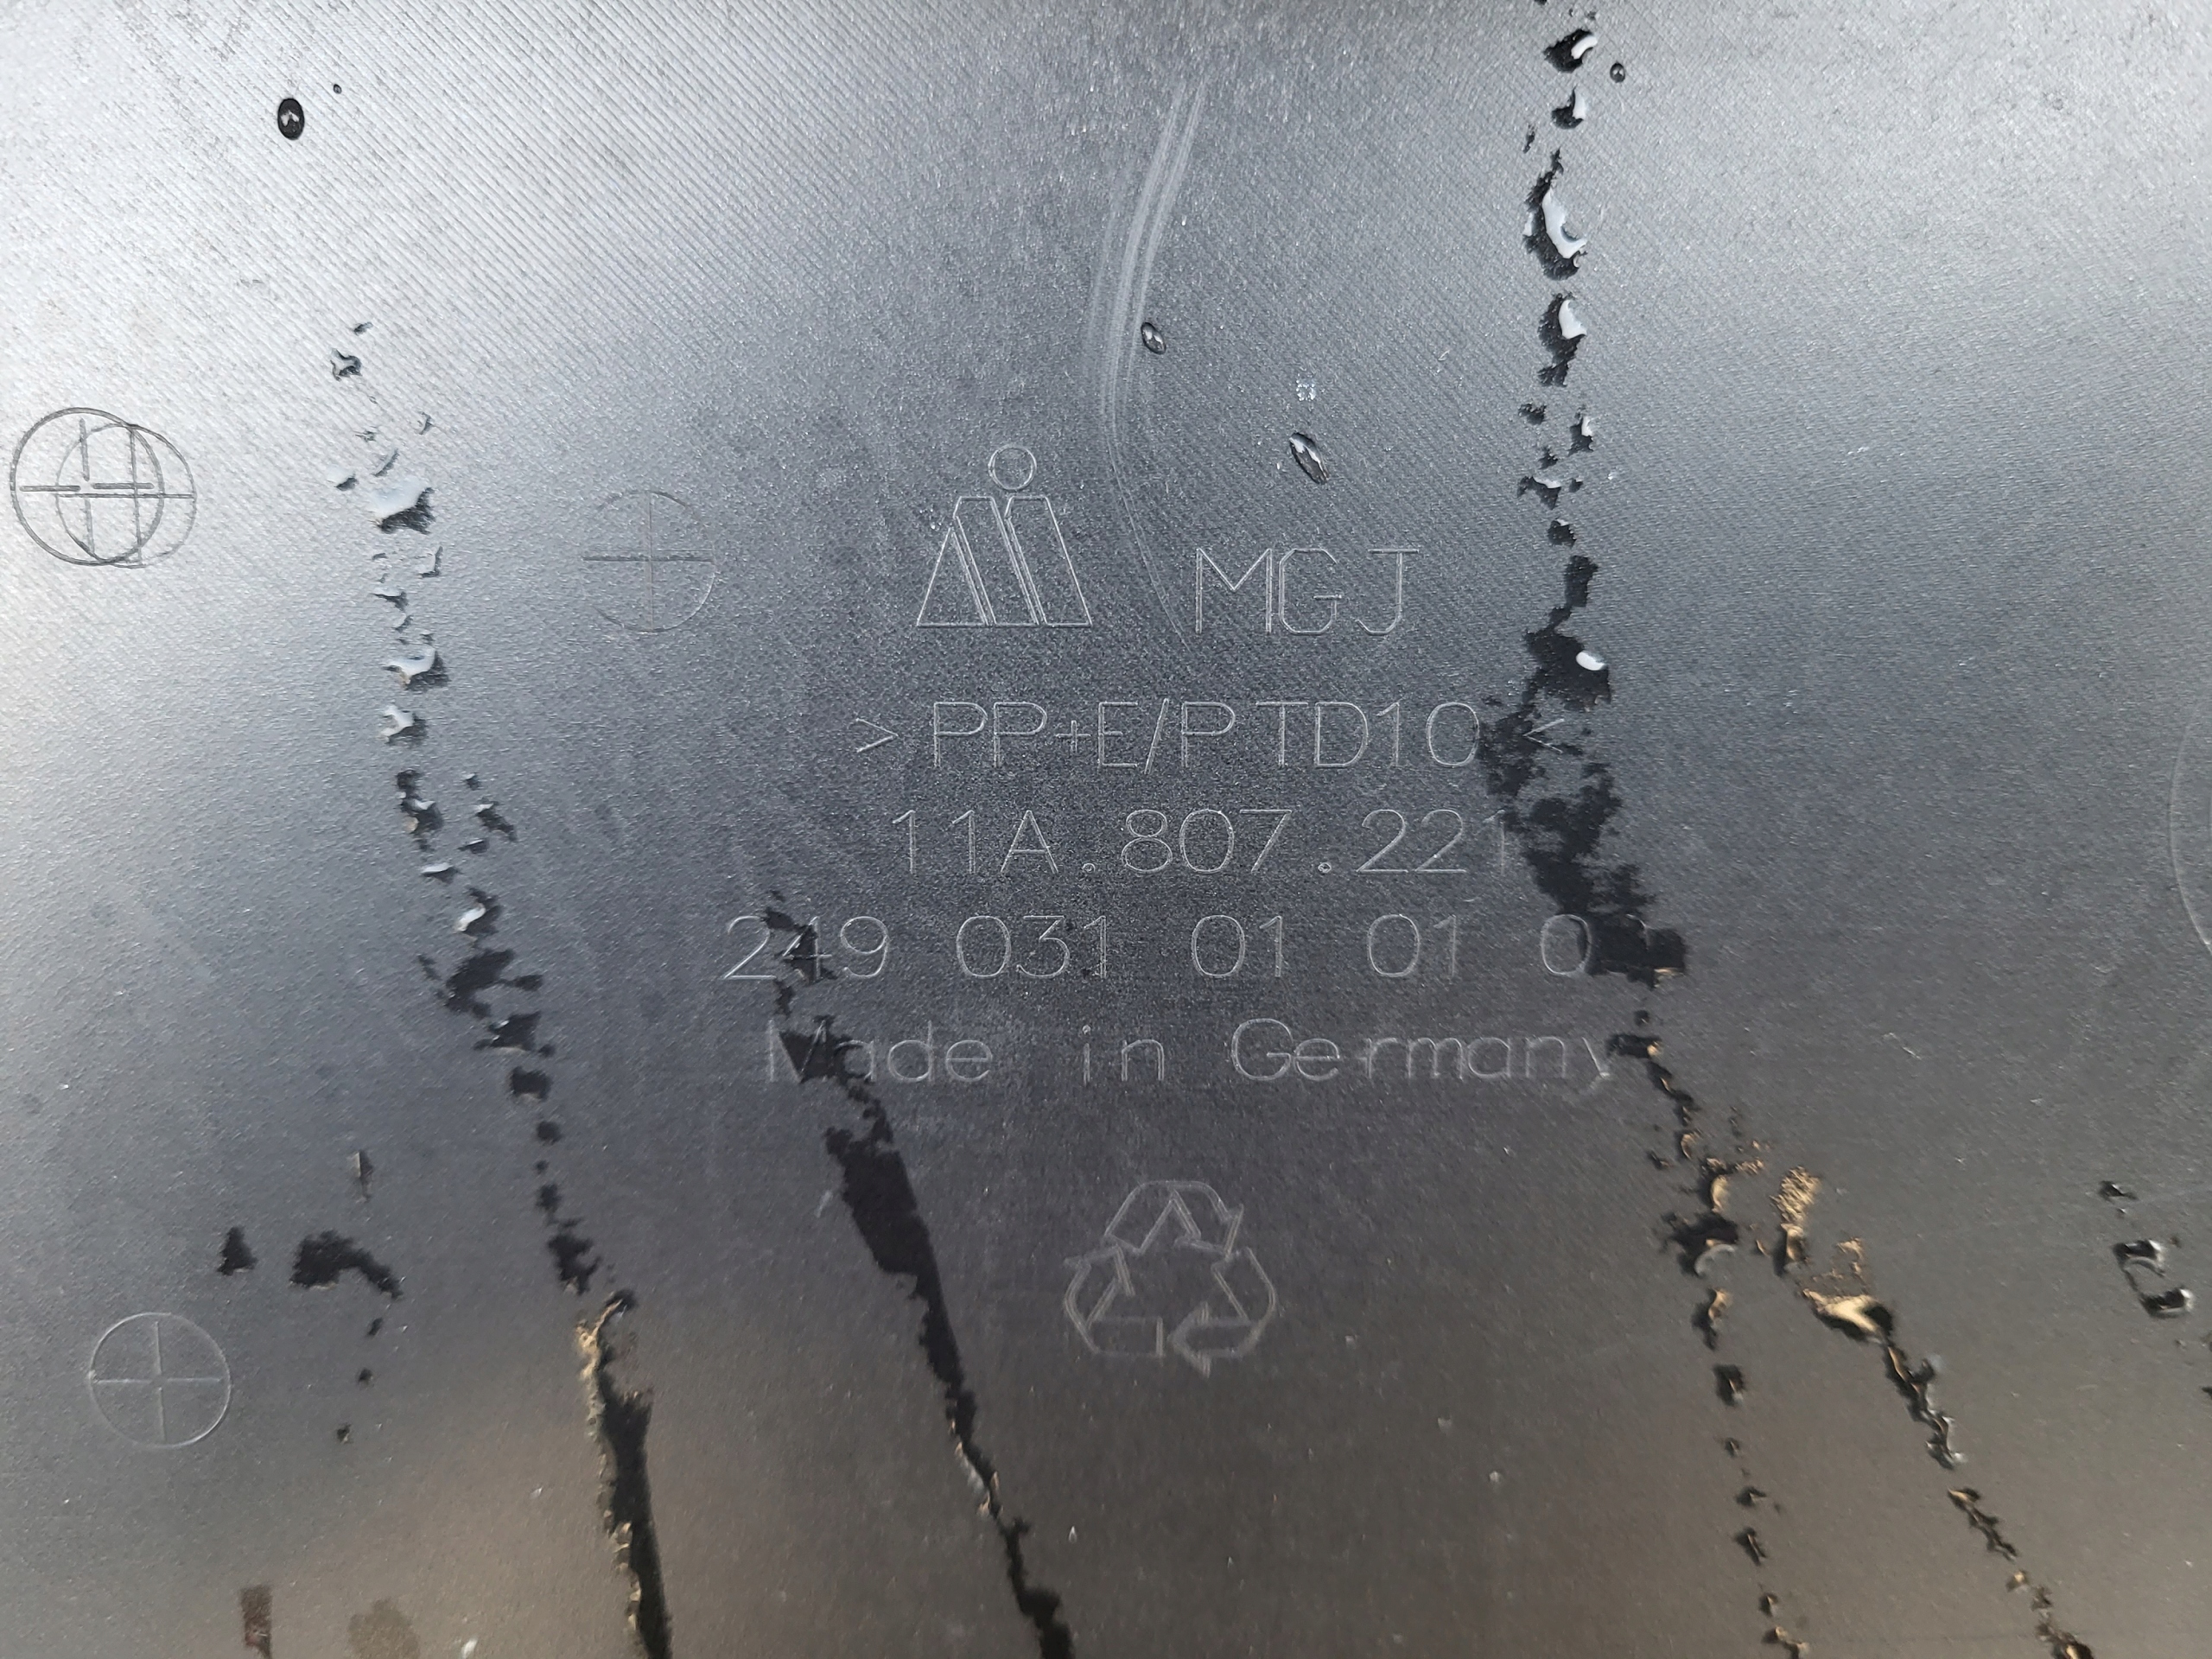 MGJ
>PP+E/P TD10<
11A.807.221
249 031 01 01 0
Made in Germany